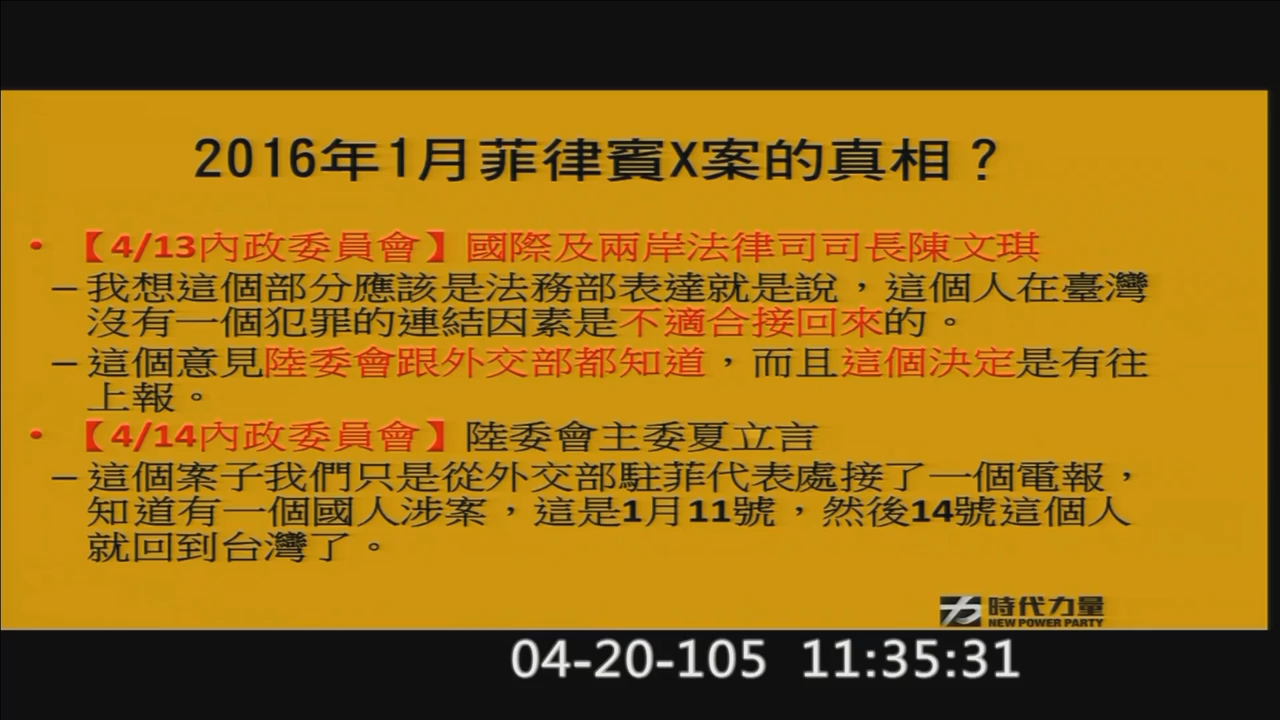 2016年1月菲律賓X案的真相？
• 【4/13內政委員會】國際及兩岸法律司司長陳文琪
– 我想這個部分應該是法務部表達就是說，這個人在臺灣
沒有一個犯罪的連結因素是不適合接回來的。
– 這個意見陸委會跟外交部都知道，而且這個決定是有往
上報。
• 【4/14內政委員會】陸委會主委夏立言
– 這個案子我們只是從外交部駐菲代表處接了一個電報，
知道有一個國人涉案，這是1月11號，然後14號這個人
就回到台灣了。
時代力量
NEW POWER PARTY
04-20-105 11:35:31